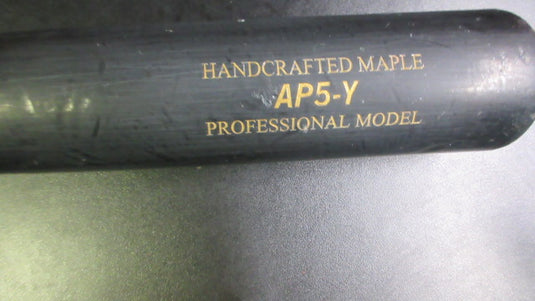 HANDCRAFTED MAPLE
AP5-Y
PROFESSIONAL MODEL